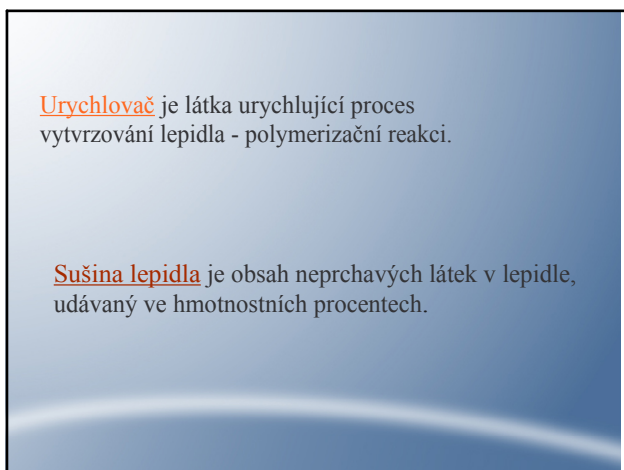 Urychlovač je látka urychlující proces
vytvrzování lepidla - polymerizační reakci.
Sušina lepidla je obsah neprchavých látek v lepidle,
udávaný ve hmotnostních procentech.